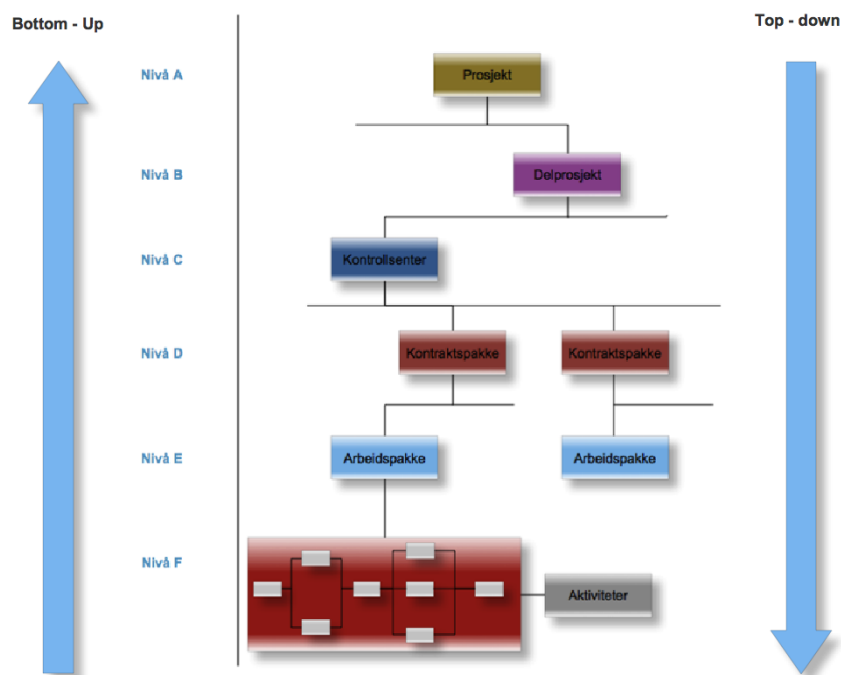 Bottom - Up
Top - down
Nivå A
Prosjekt
Nivå B
Delprosjekt
Nivå C
Kontrollsenter
Nivå D
Kontraktspakke
Kontraktspakke
Nivå E
Arbeidspakke
Arbeidspakke
Nivå F
Aktiviteter